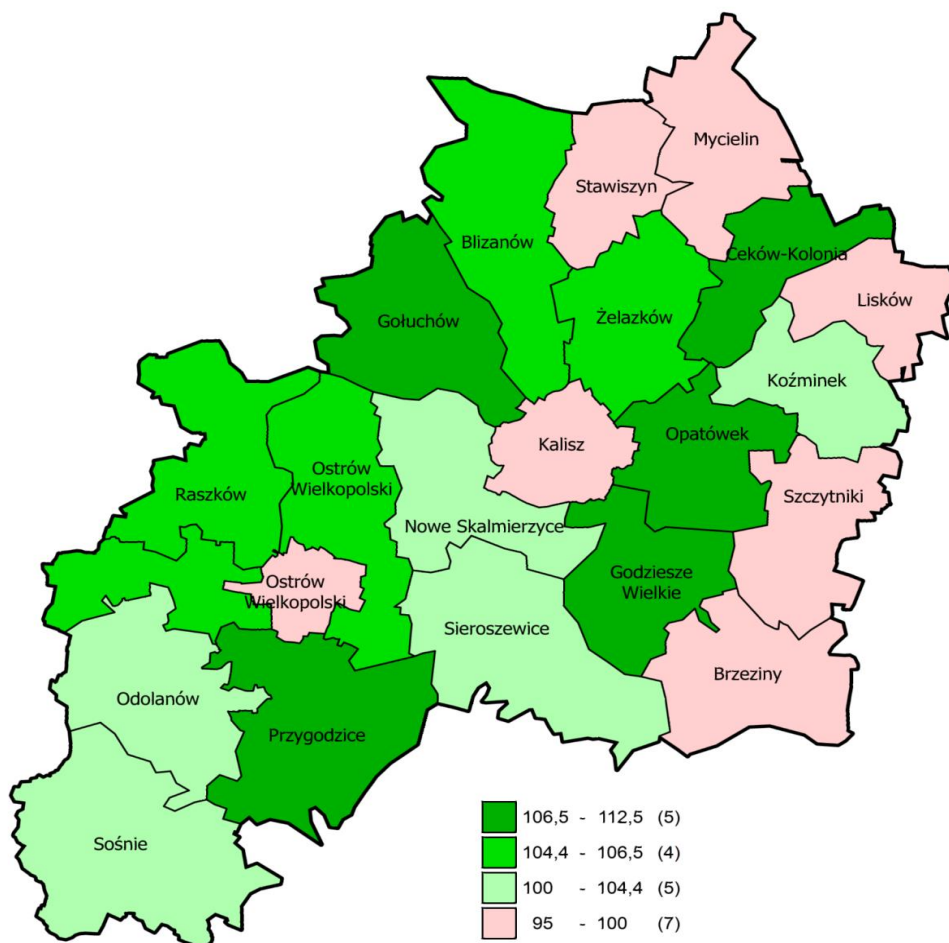 Mycielin
Stawiszyn
Blizanów
Ceków-Kolonia
Lisków
Gołuchów
Żelazków
Koźminek
Kalisz
Opatówek
Ostrów
Wielkopolski
Raszków
Szczytniki
Nowe Skalmierzyce
Godziesze
Wielkie
Ostrów
Wielkopolski
Sieroszewice
Brzeziny
Odolanów
Przygodzice
Sośnie
106,5 - 112,5 (5)
104,4 - 106,5 (4)
100 - 104,4 (5)
95 - 100 (7)